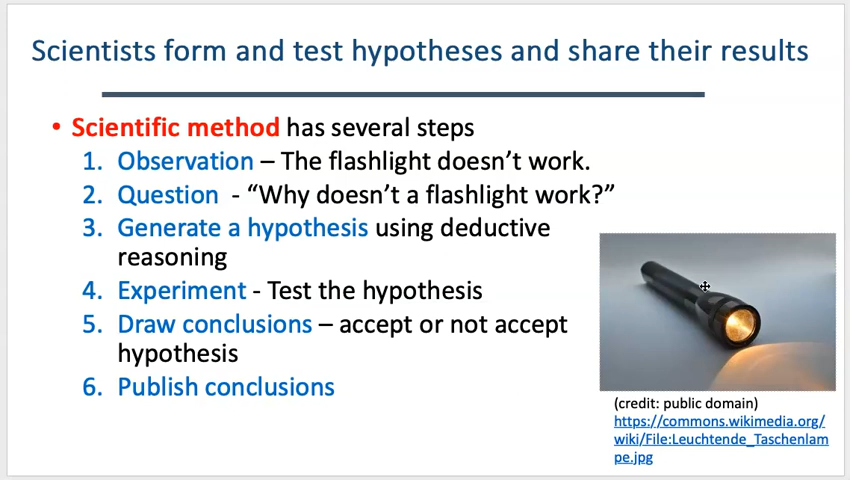 Scientists form and test hypotheses and share their results
• Scientific method has several steps
1. Observation – The flashlight doesn't work.
2. Question - “Why doesn't a flashlight work?”
3. Generate a hypothesis using deductive
reasoning
4. Experiment - Test the hypothesis
5. Draw conclusions – accept or not accept
hypothesis
6. Publish conclusions
(credit: public domain)
https://commons.wikimedia.org/
wiki/File:Leuchtende_Taschenlam
pe.jpg